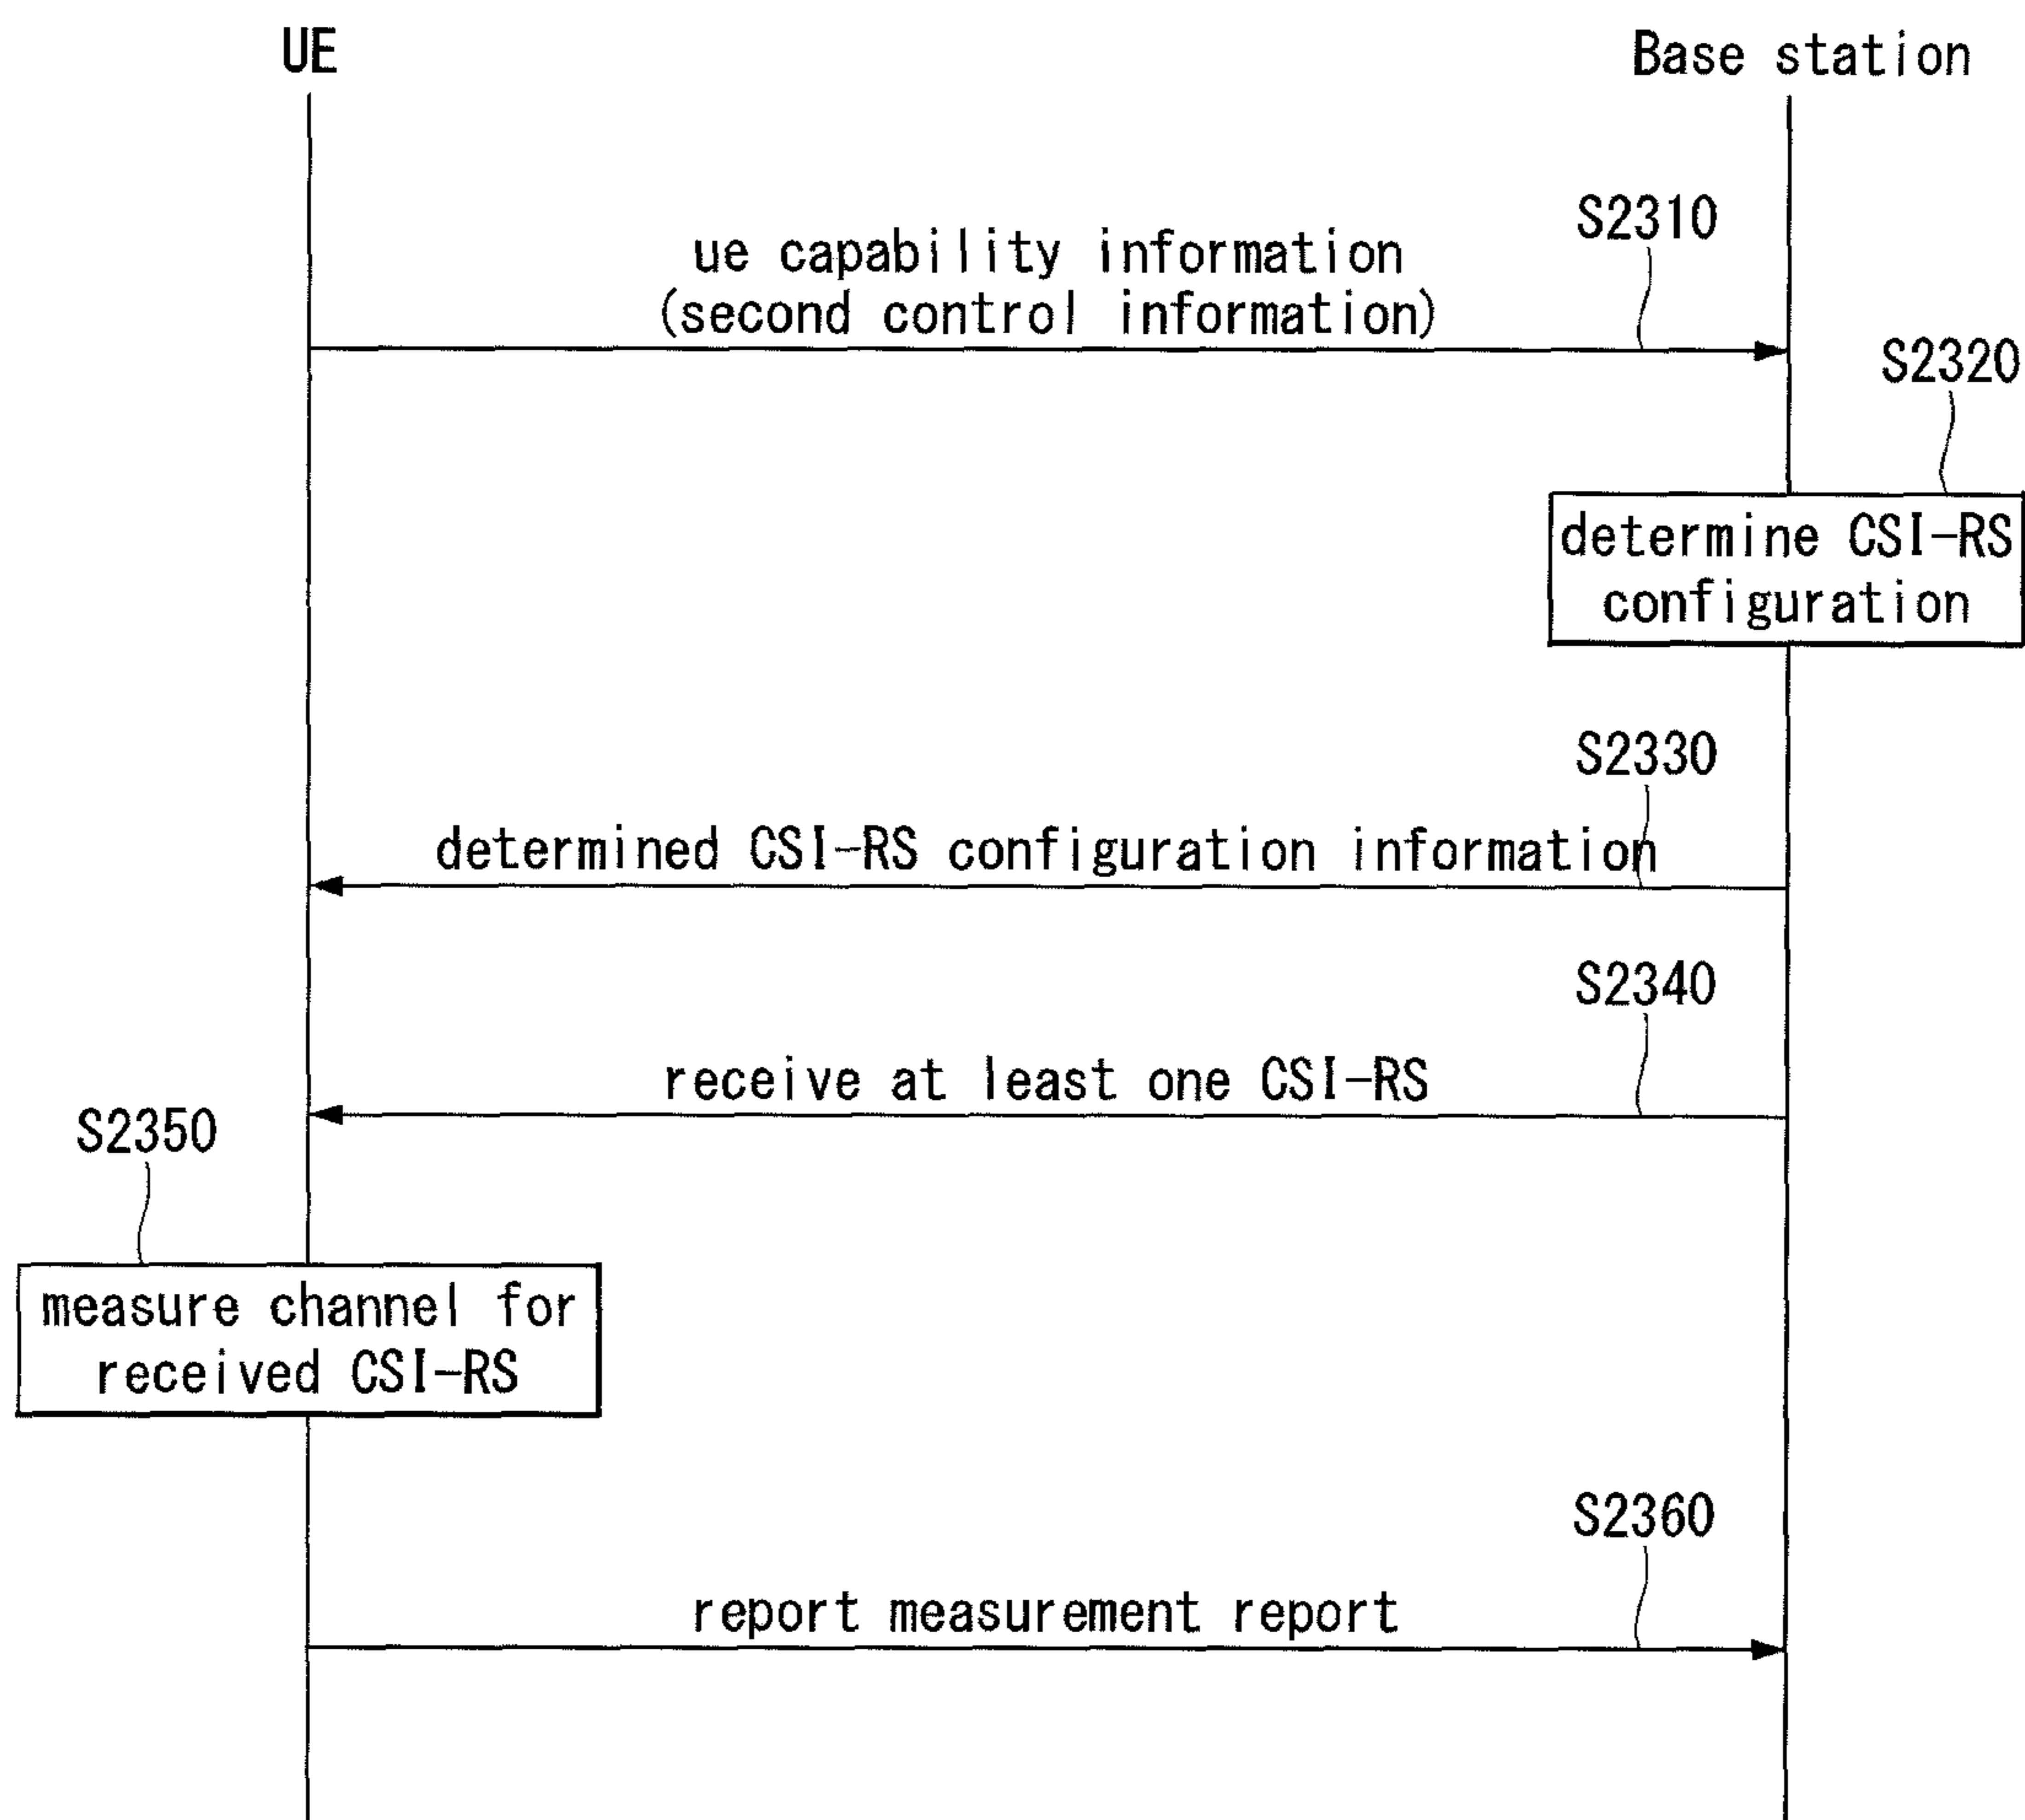 UE
Base station
S2310
ue capability information
(second control information)
S2320
determine CSI-RS
configuration
S2330
determined CSI-RS configuration information
S2340
receive at least one CSI-RS
S2350
measure channel for
received CSI-RS
S2360
report measurement report